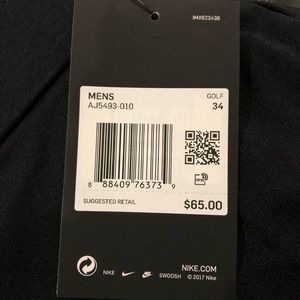 IM#823438
MENS
GOLF
AJ5493-010
34
8 88409 76373 9
SUGGESTED RETAIL
$65.00
NIKE.COM
NIKE SWOOSH © 2017 Nike